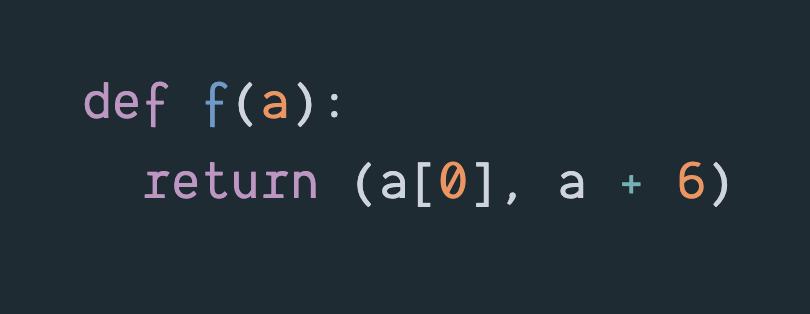 def f(a):
  return (a[0], a + 6)